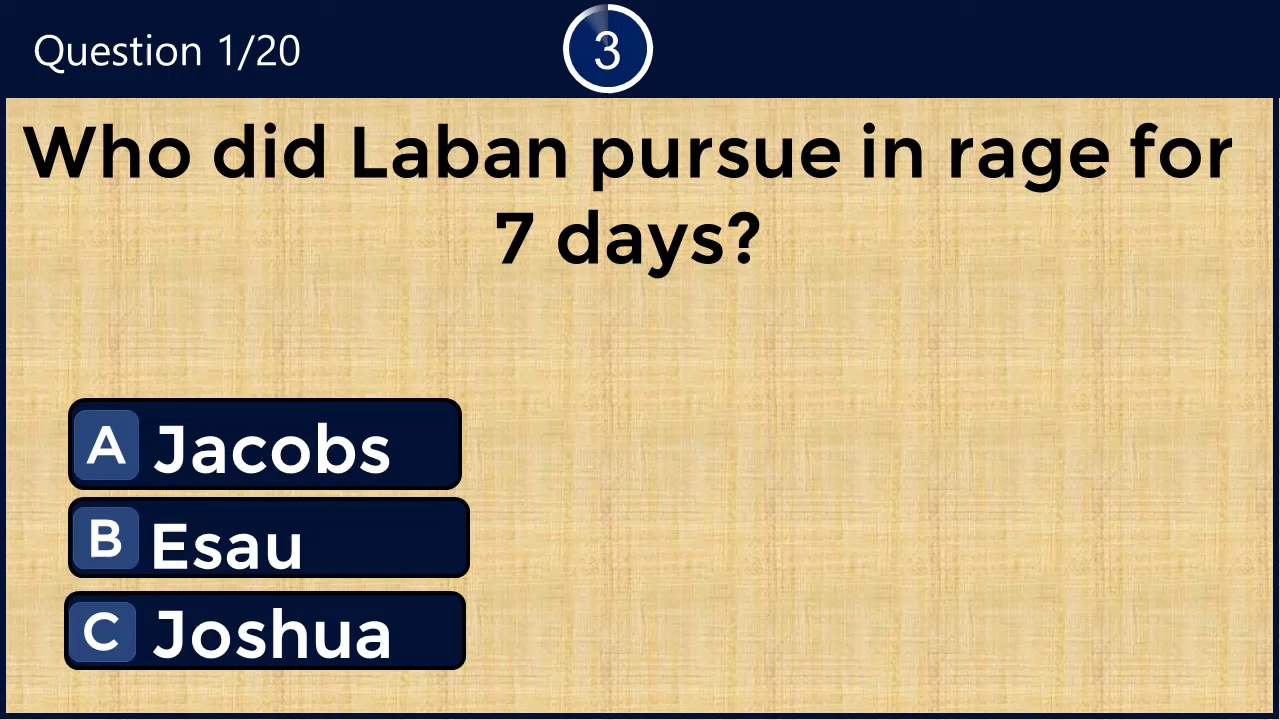 Question 1/20
3
Who did Laban pursue in rage for
7 days?
A Jacobs
B Esau
C Joshua